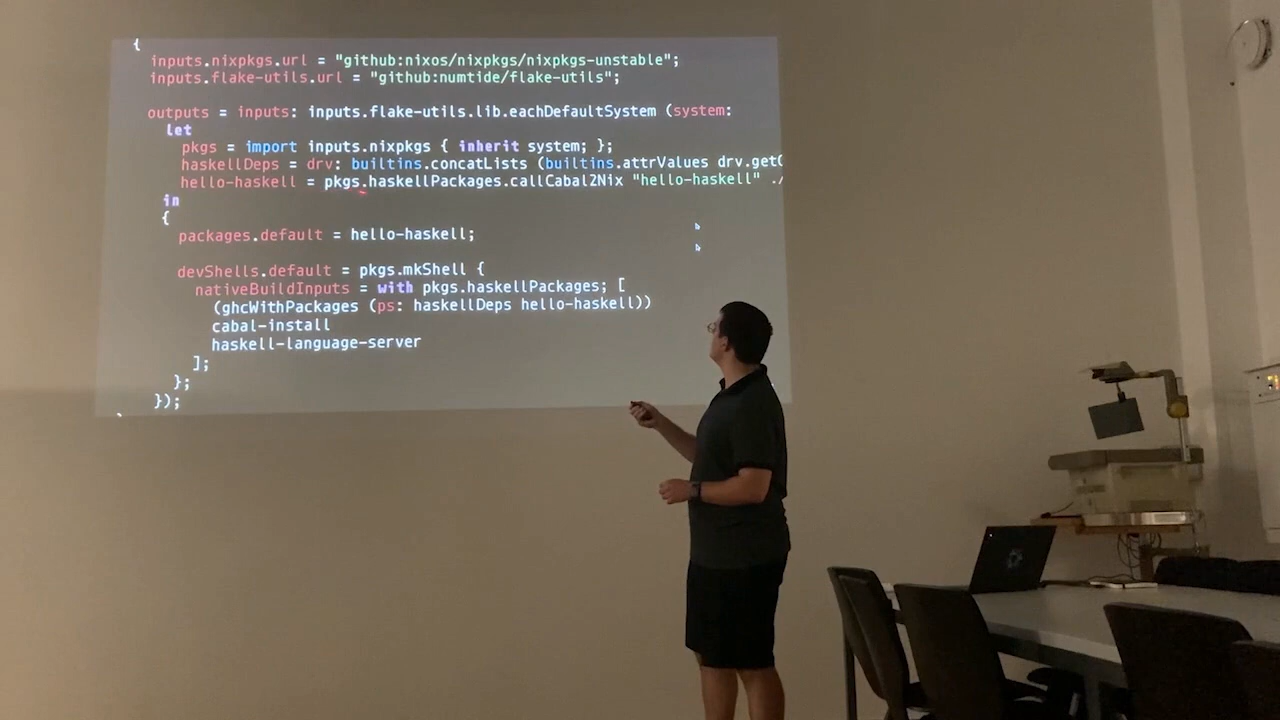 {
inputs.nixpkgs.url = "github:nixos/nixpkgs/nixpkgs-unstable";
inputs.flake-utils.url = "github:numtide/flake-utils";
outputs = inputs: inputs.flake-utils.lib.eachDefaultSystem (system:
let
pkgs = import inputs.nixpkgs { inherit system; };
haskellDeps = drv: builtins.concatLists (builtins.attrValues drv.getC
hello-haskell = pkgs.haskellPackages.callCabal2Nix "hello-haskell" ./
in
{
packages.default = hello-haskell;
devShells.default = pkgs.mkShell {
nativeBuildInputs = with pkgs.haskellPackages; [
(ghcWithPackages (ps: haskellDeps hello-haskell))
cabal-install
haskell-language-server
];
};
});